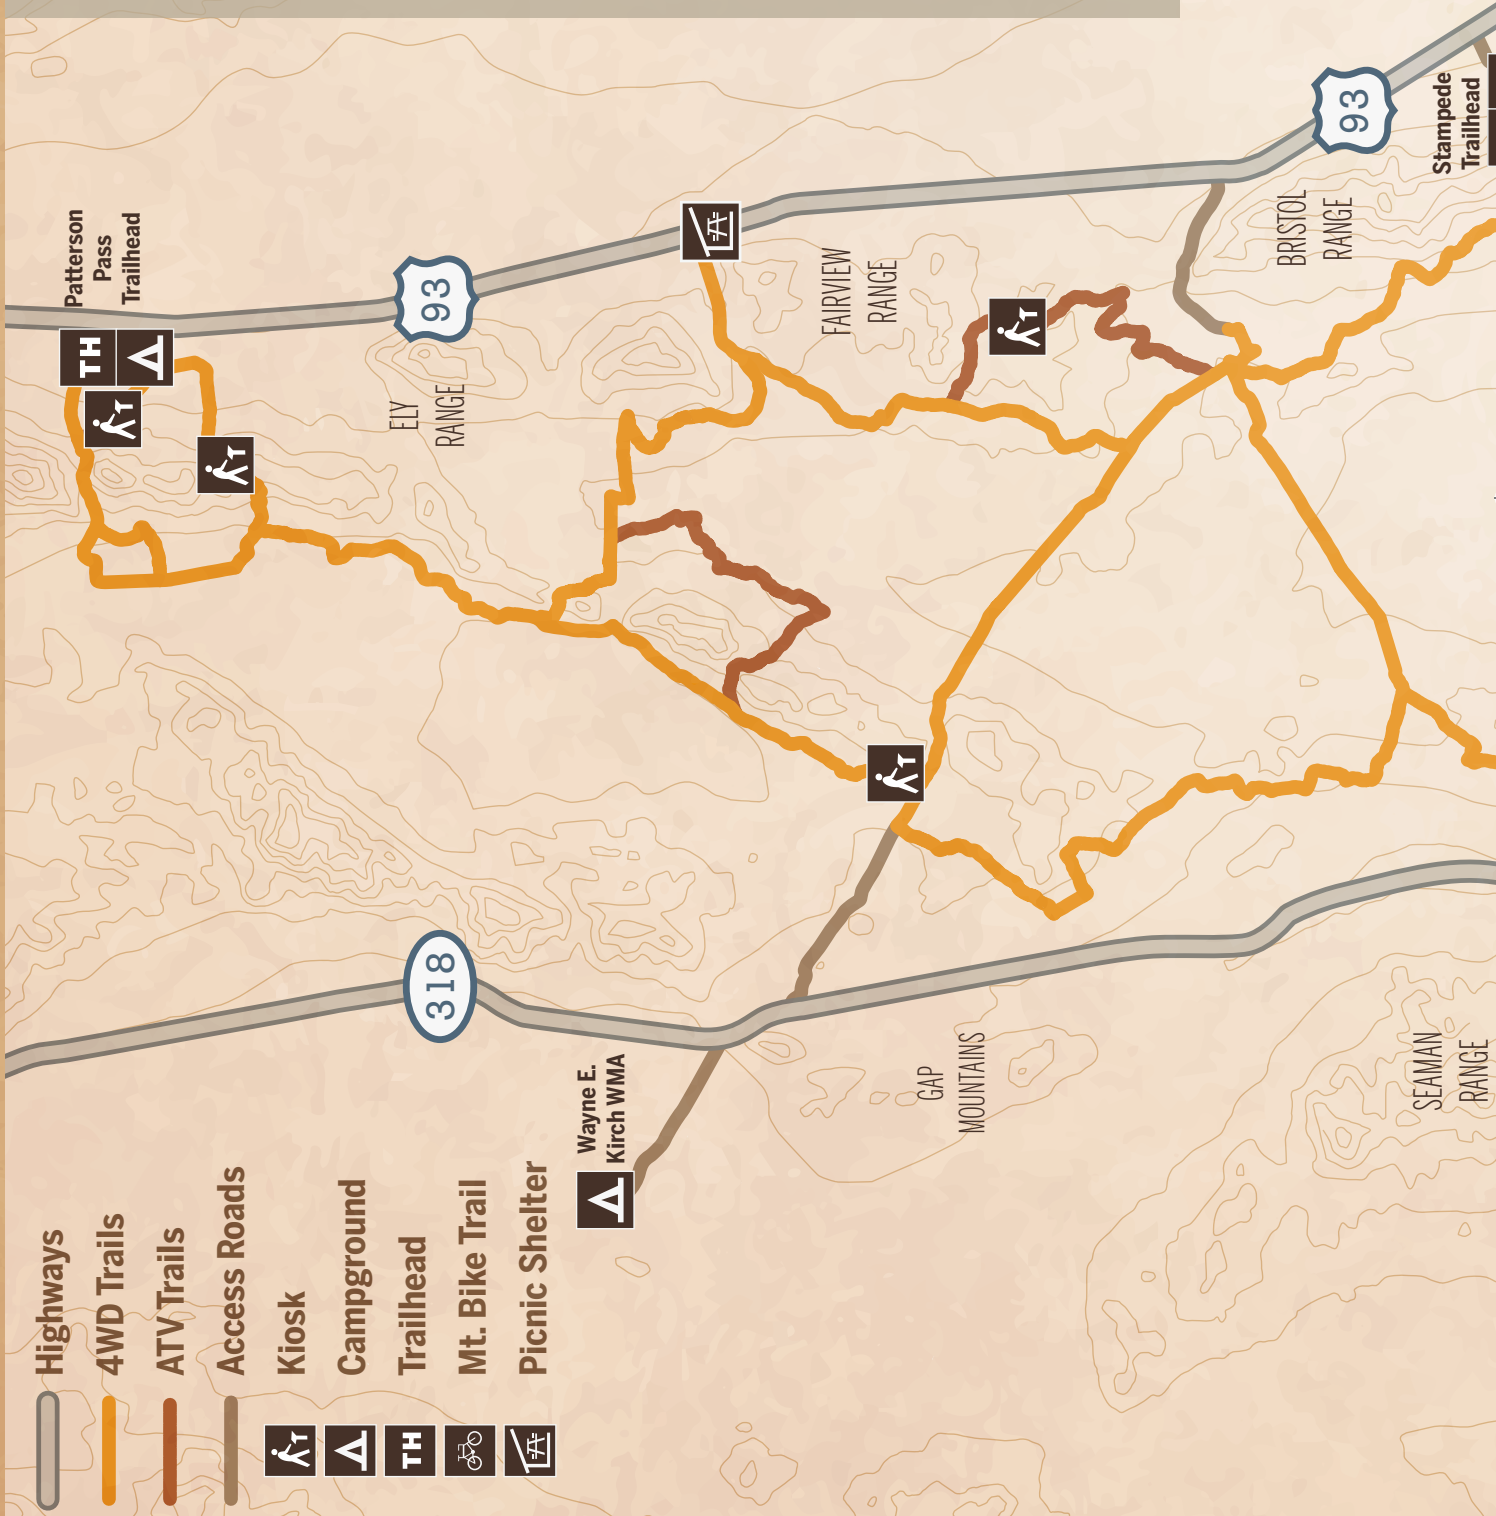 Highways
4WD Trails
ATV Trails
Access Roads
TH
Kiosk
Campground
Trailhead
Mt. Bike Trail
Picnic Shelter
Patterson
Pass
Trailhead
TH
93
ELY
RANGE
318
Wayne E.
Kirch WMA
FAIRVIEW
RANGE
GAP
MOUNTAINS
BRISTOL
RANGE
93
Stampede
Trailhead
SEAMAN
RANGE